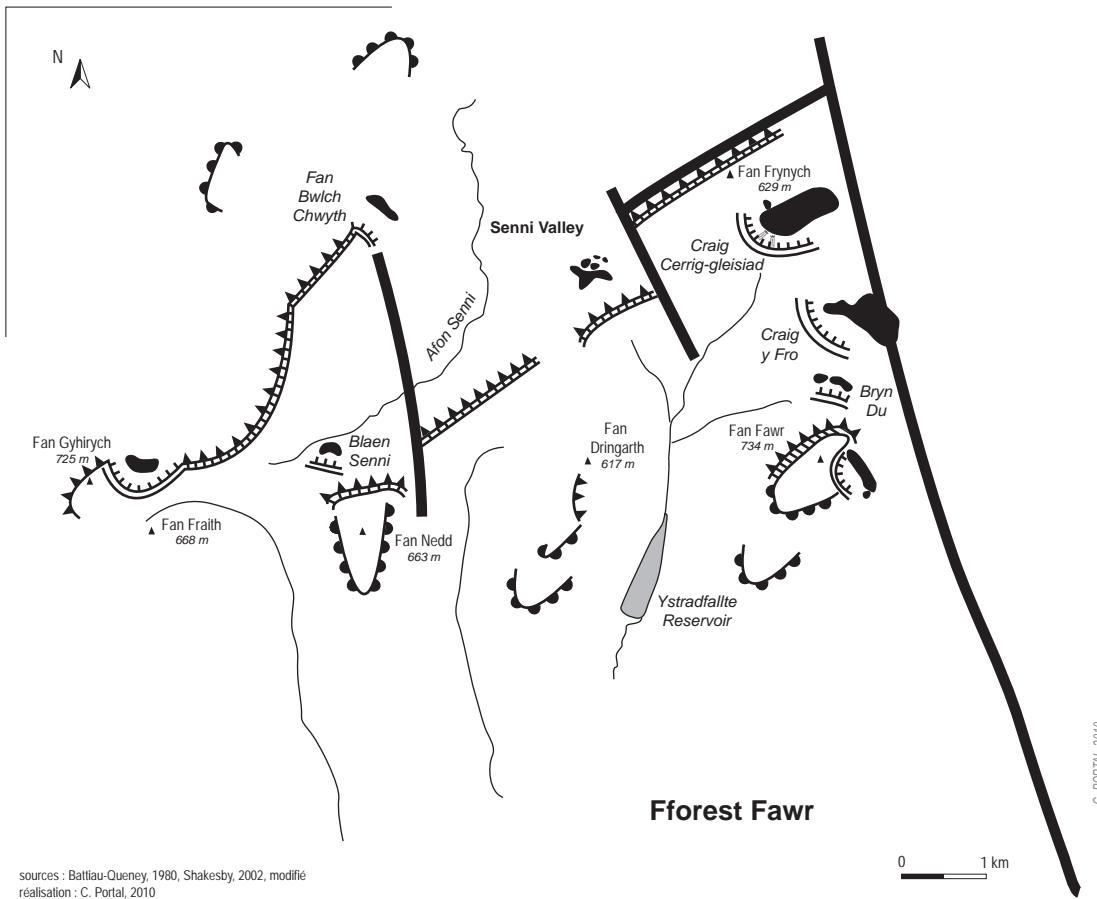 N
Fan Frynych
629 m
Fan
Bwlch
Chwyth
Senni Valley
Craig
Cerrig-gleisiad
Afon Senni
Craig
y Fro
Bryn
Du
Fan Gyhirych
725 m
Blaen
Senni
Fan
Dringarth
617 m
Fan Fawr
734 m
Fan Fraith
668 m
Fan Nedd
663 m
Ystradfallte
Reservoir
Fforest Fawr
0 1 km
sources : Battiau-Queney, 1980, Shakesby, 2002, modifié
réalisation : C. Portal, 2010